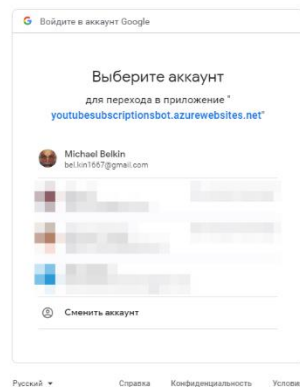 Войдите в аккаунт Google
Выберите аккаунт
для перехода в приложение "
youtubesubscriptionsbot.azurewebsites.net"
Michael Belkin
bel.kin1667@gmail.com
Сменить аккаунт
Русский Справка Конфиденциальность Услови